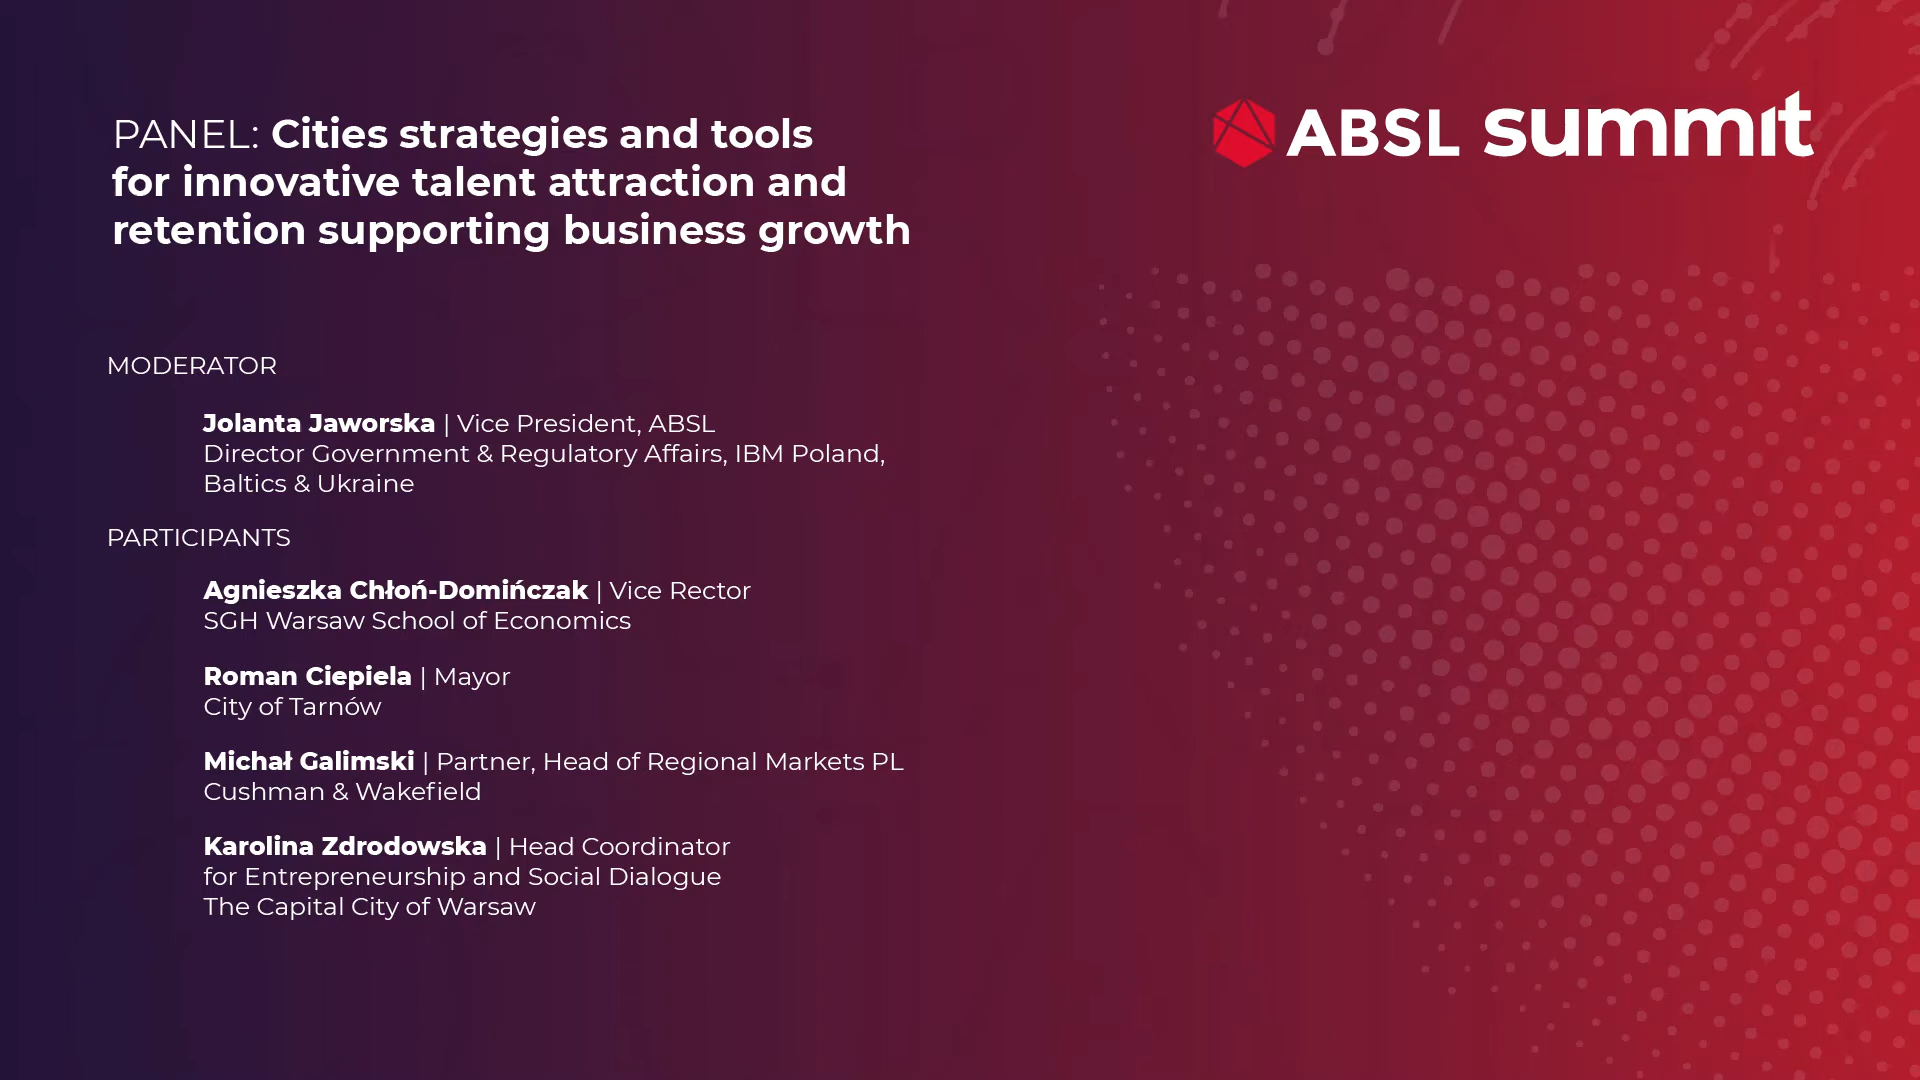 PANEL: Cities strategies and tools
for innovative talent attraction and
retention supporting business growth
ABSL summit
MODERATOR
Jolanta Jaworska | Vice President, ABSL
Director Government & Regulatory Affairs, IBM Poland,
Baltics & Ukraine
PARTICIPANTS
Agnieszka Chłoń-Domińczak | Vice Rector
SGH Warsaw School of Economics
Roman Ciepiela | Mayor
City of Tarnów
Michał Galimski | Partner, Head of Regional Markets PL
Cushman & Wakefield
Karolina Zdrodowska | Head Coordinator
for Entrepreneurship and Social Dialogue
The Capital City of Warsaw